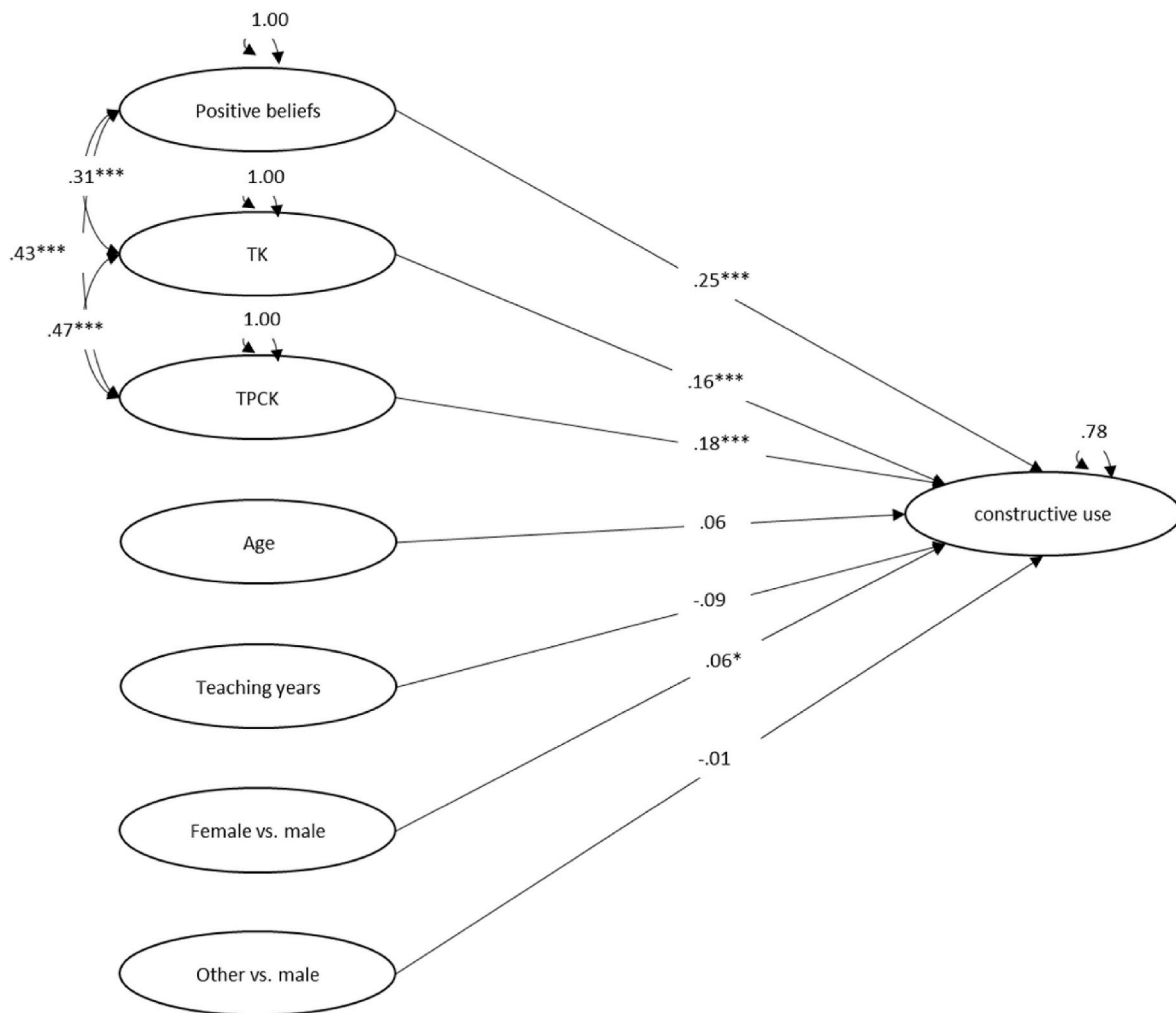 1.00
Positive beliefs
.31***
1.00
TK
.43***
.25***
.47***
1.00
TPCK
.16***
.18***
.78
constructive use
Age
.06
-.09
Teaching years
.06*
-.01
Female vs. male
Other vs. male